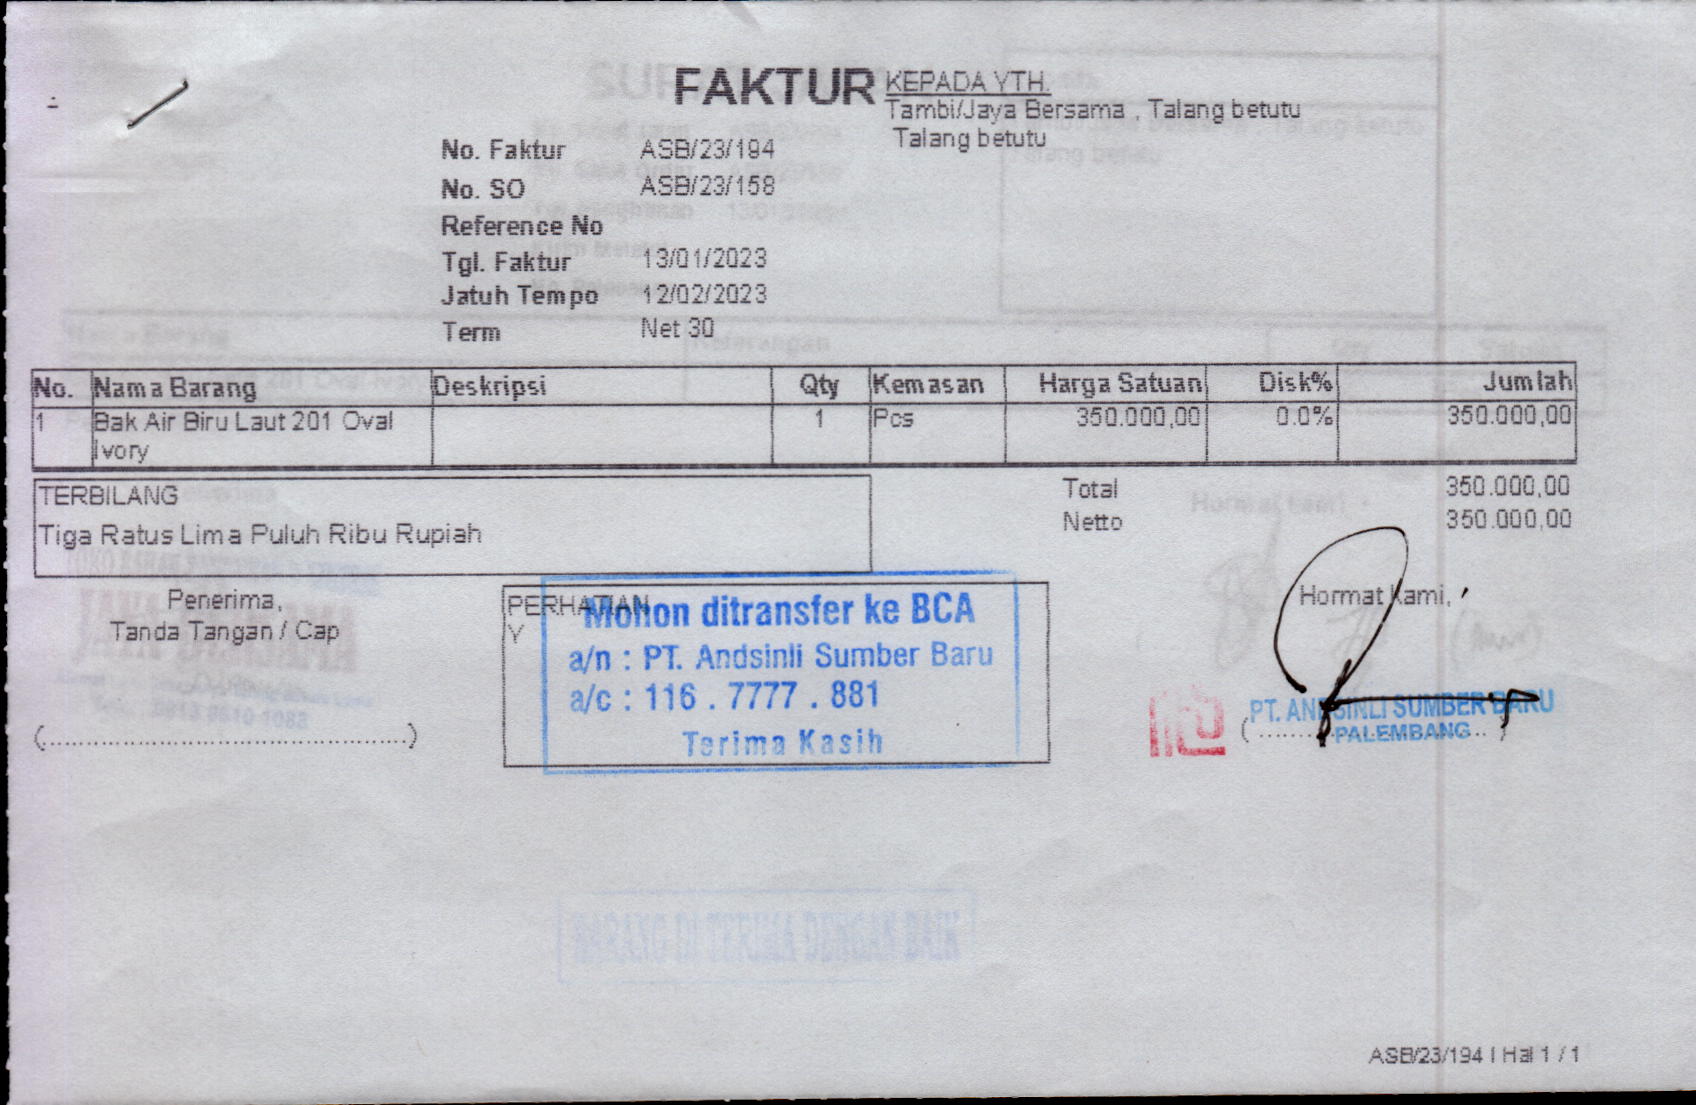 FAKTUR
KEPADA YTH.
Tambi/Jaya Bersama , Talang betutu
Talang betutu
No. Faktur ASB/23/194
No. SO ASB/23/158
Reference No
Tgl. Faktur 13/01/2023
Jatuh Tempo 12/02/2023
Term Net 30
No. Nama Barang Deskripsi Qty Kemasan Harga Satuan Disk% Jumlah
1 Bak Air Biru Laut 201 Oval 1 Pcs 350.000,00 0.0% 350.000,00
Ivory
TERBILANG
Tiga Ratus Lima Puluh Ribu Rupiah
Total 350.000,00
Netto 350.000,00
Penerima,
Tanda Tangan / Cap
(............................................)
PERHATIAN
Y
Mohon ditransfer ke BCA
a/n : PT. Andsinli Sumber Baru
a/c : 116 . 7777 . 881
Terima Kasih
Hormat Kami,
PT. ANDSINLI SUMBER BARU
PALEMBANG
BARANG DI TERIMA DENGAN BAIK
ASB/23/194 | Hal 1 / 1